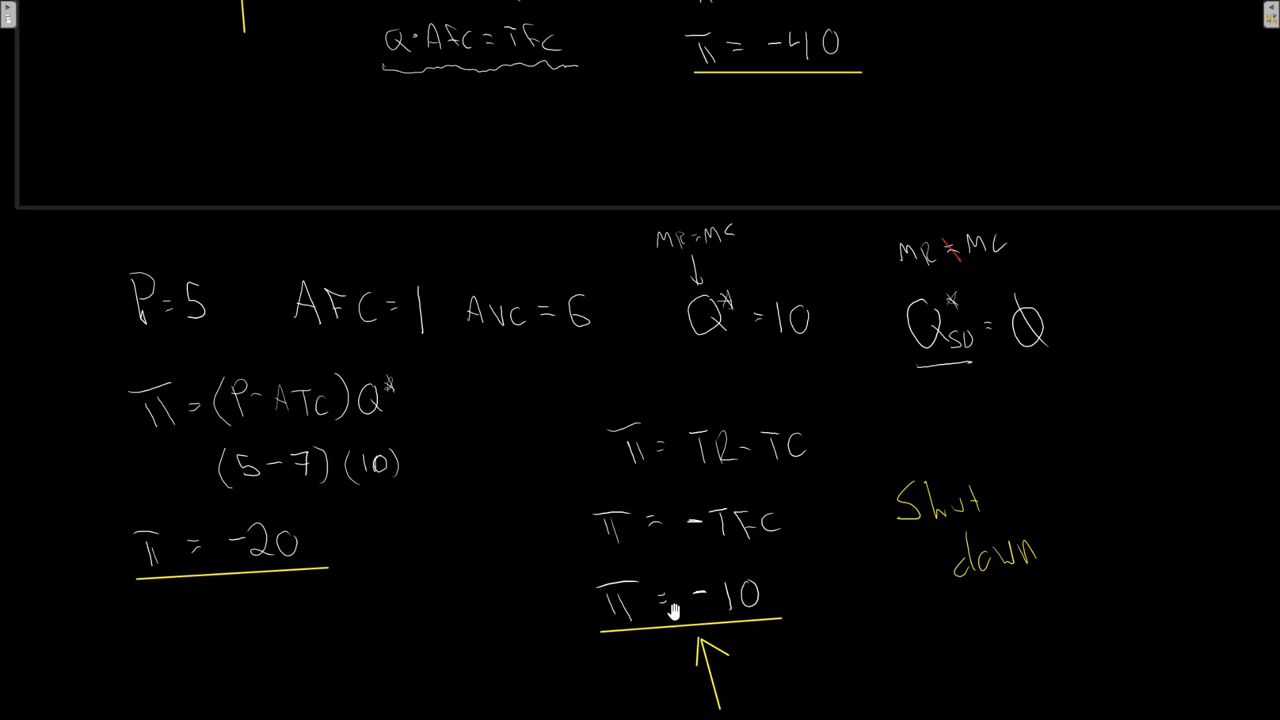 Q·AFC=TFC
π = -40
MR=MC
MR≠MC
P=5 AFC=1 AVC=6 Q*=10 Q*SD=0
π=(P-ATC)Q*
(5-7)(10)
π = -20
π= TR-TC
π = -TFC
π = -10
Shut
down